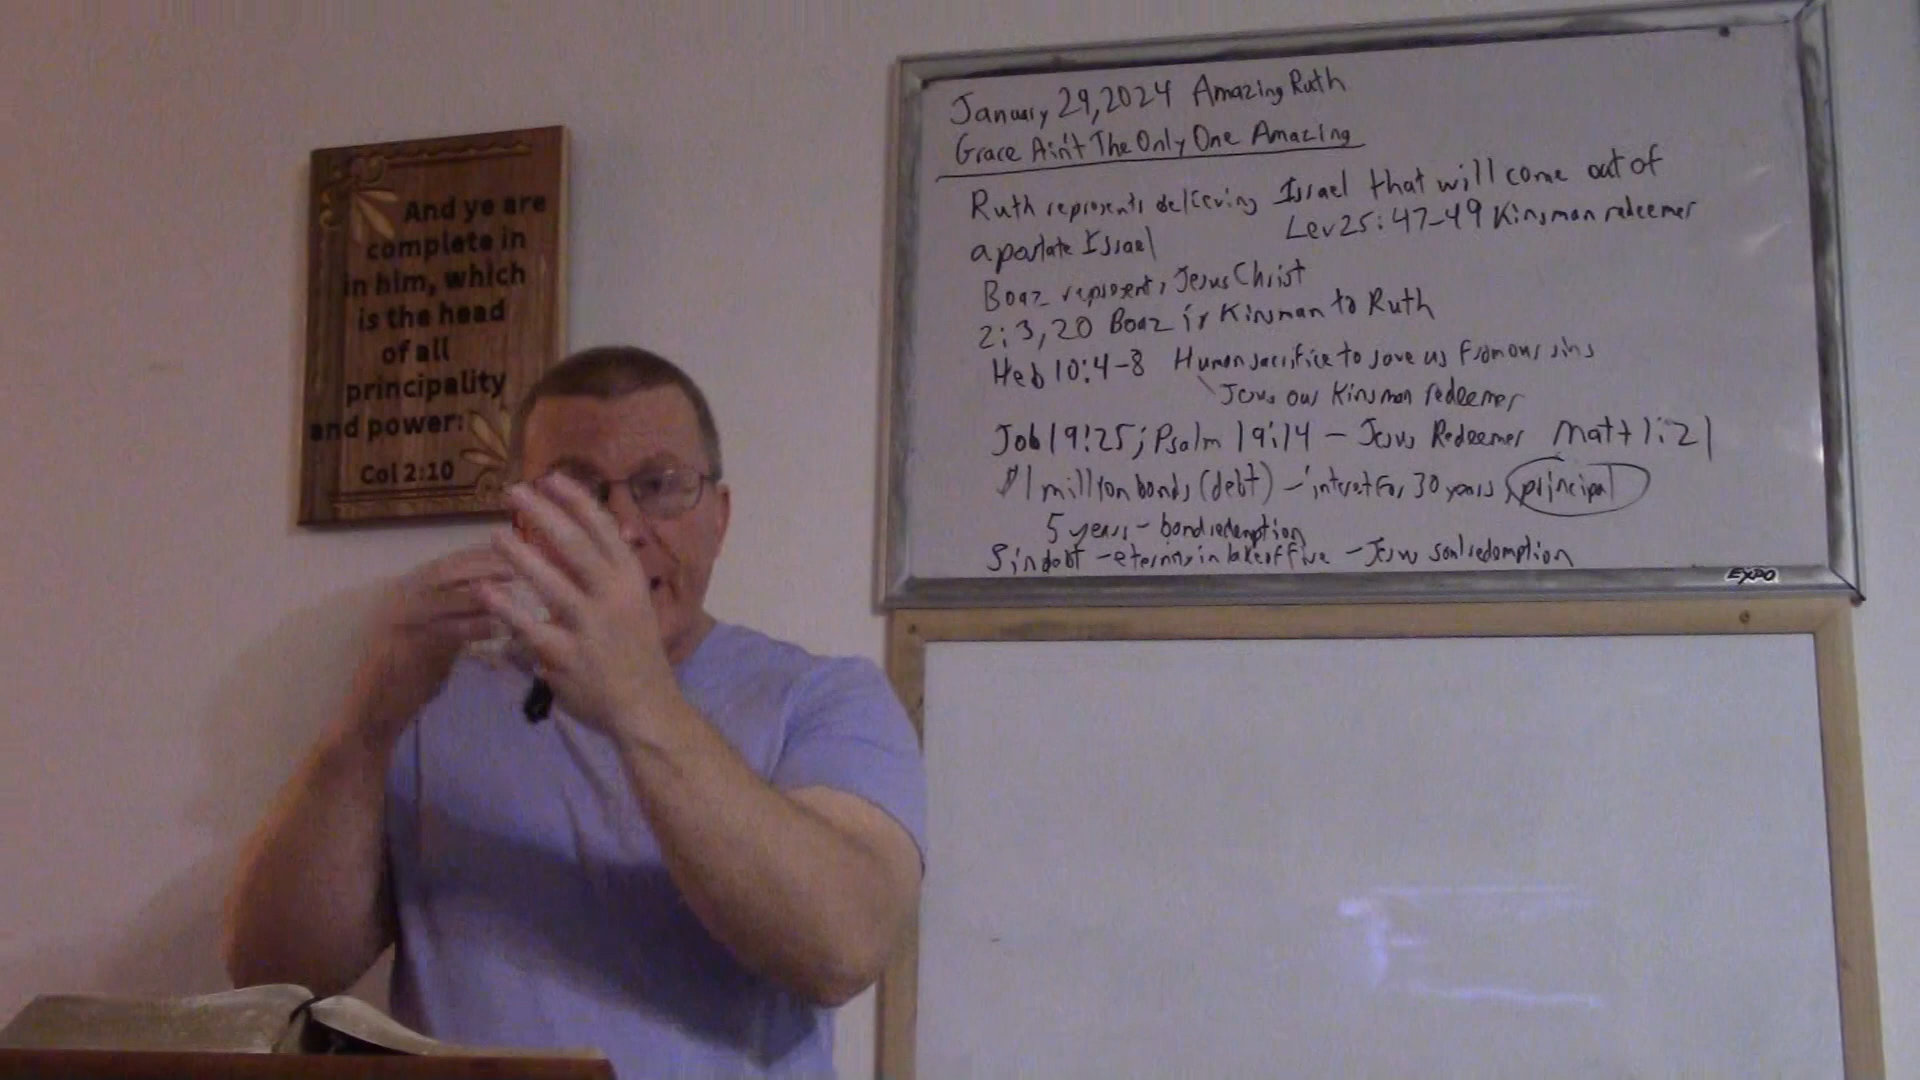 And ye are
complete in
in him, which
is the head
of all
principality
and power:
Col 2:10
January 29, 2024 Amazing Ruth
Grace Ain't The Only One Amazing
Ruth represents believing Israel that will come out of
apostate Israel
Lev 25:47-49 Kinsman redeemer
Boaz represents Jesus Christ
2:3,20 Boaz is Kinsman to Ruth
Heb 10:4-8 Human sacrifice to save us from our sins
Jesus our Kinsman redeemer
Job 19:25; Psalm 19:14 - Jesus Redeemer Matt 1:21
$1 million bonds (debt) - interest for 30 years, principal
5 years - bond redemption
Sin debt - eternity in lake of fire - Jesus soul redemption
EXPO